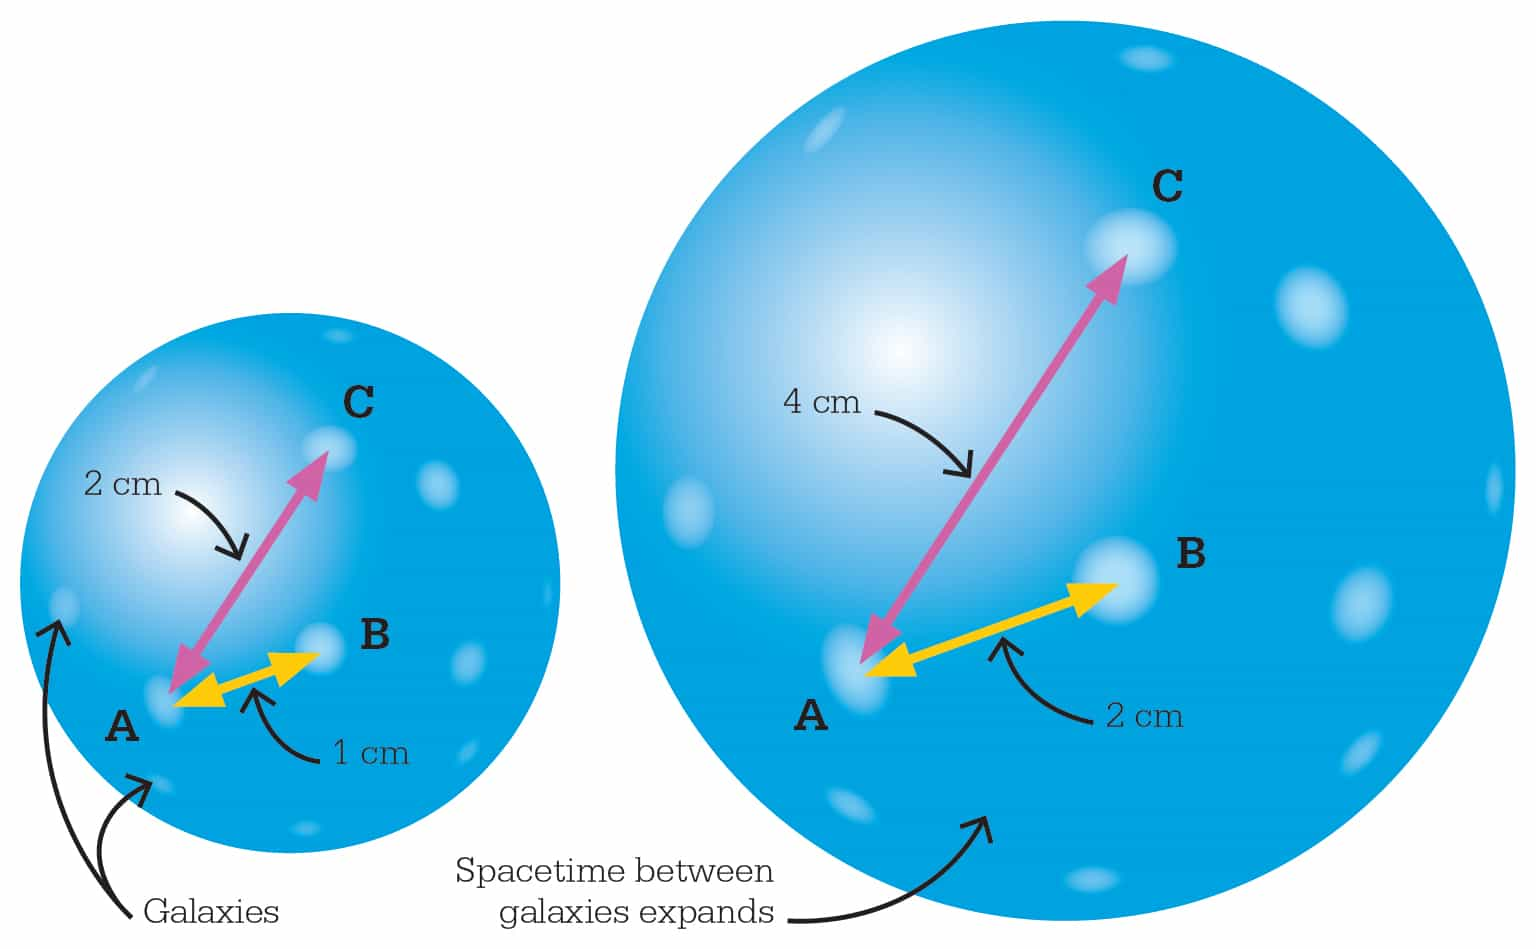 C
2 cm
B
A
1 cm
Galaxies
C
4 cm
B
A
2 cm
Spacetime between
galaxies expands